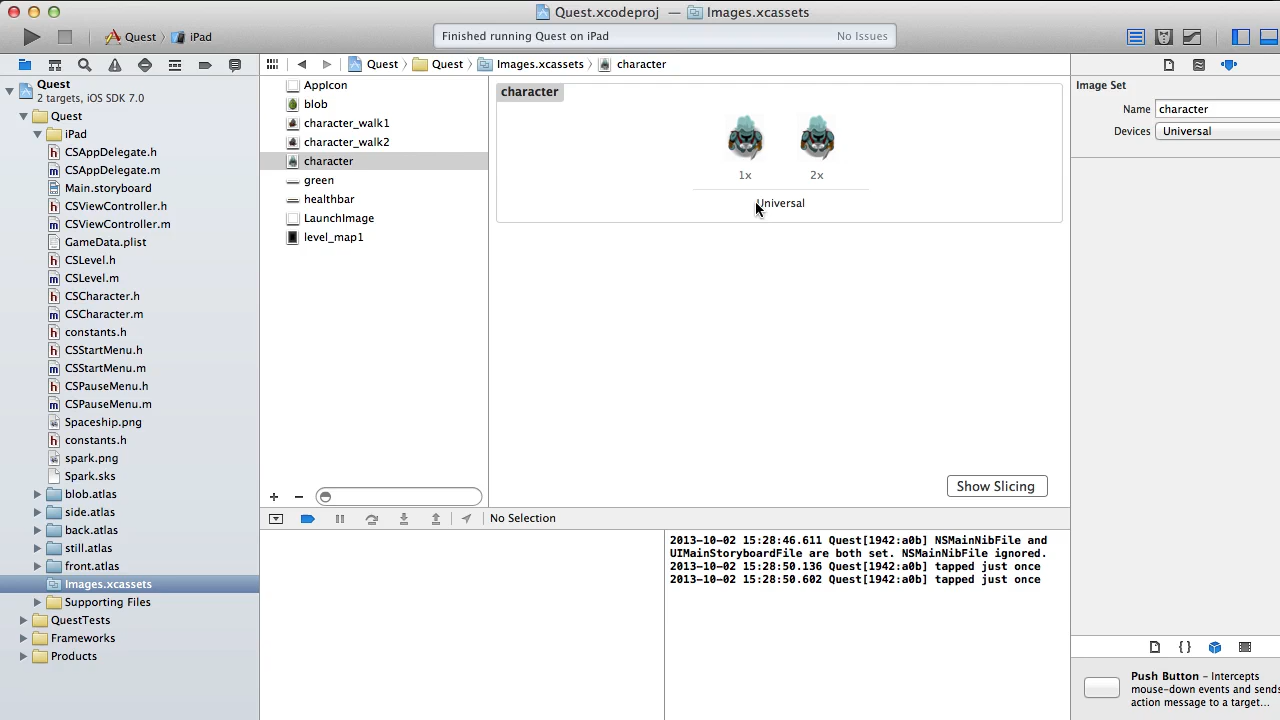 Quest.xcodeproj — Images.xcassets
Quest iPad
Finished running Quest on iPad No Issues
Quest Quest Images.xcassets character
Quest
2 targets, iOS SDK 7.0
Quest
iPad
CSAppDelegate.h
CSAppDelegate.m
Main.storyboard
CSViewController.h
CSViewController.m
GameData.plist
CSLevel.h
CSLevel.m
CSCharacter.h
CSCharacter.m
constants.h
CSStartMenu.h
CSStartMenu.m
CSPauseMenu.h
CSPauseMenu.m
Spaceship.png
constants.h
spark.png
Spark.sks
blob.atlas
side.atlas
back.atlas
still.atlas
front.atlas
Images.xcassets
Supporting Files
QuestTests
Frameworks
Products
AppIcon
blob
character_walk1
character_walk2
character
green
healthbar
LaunchImage
level_map1
character
1x 2x
Universal
Show Slicing
No Selection
2013-10-02 15:28:46.611 Quest[1942:a0b] NSMainNibFile and
UIMainStoryboardFile are both set. NSMainNibFile ignored.
2013-10-02 15:28:50.136 Quest[1942:a0b] tapped just once
2013-10-02 15:28:50.602 Quest[1942:a0b] tapped just once
Image Set
Name character
Devices Universal
Push Button – Intercepts
mouse-down events and sends
action message to a target...